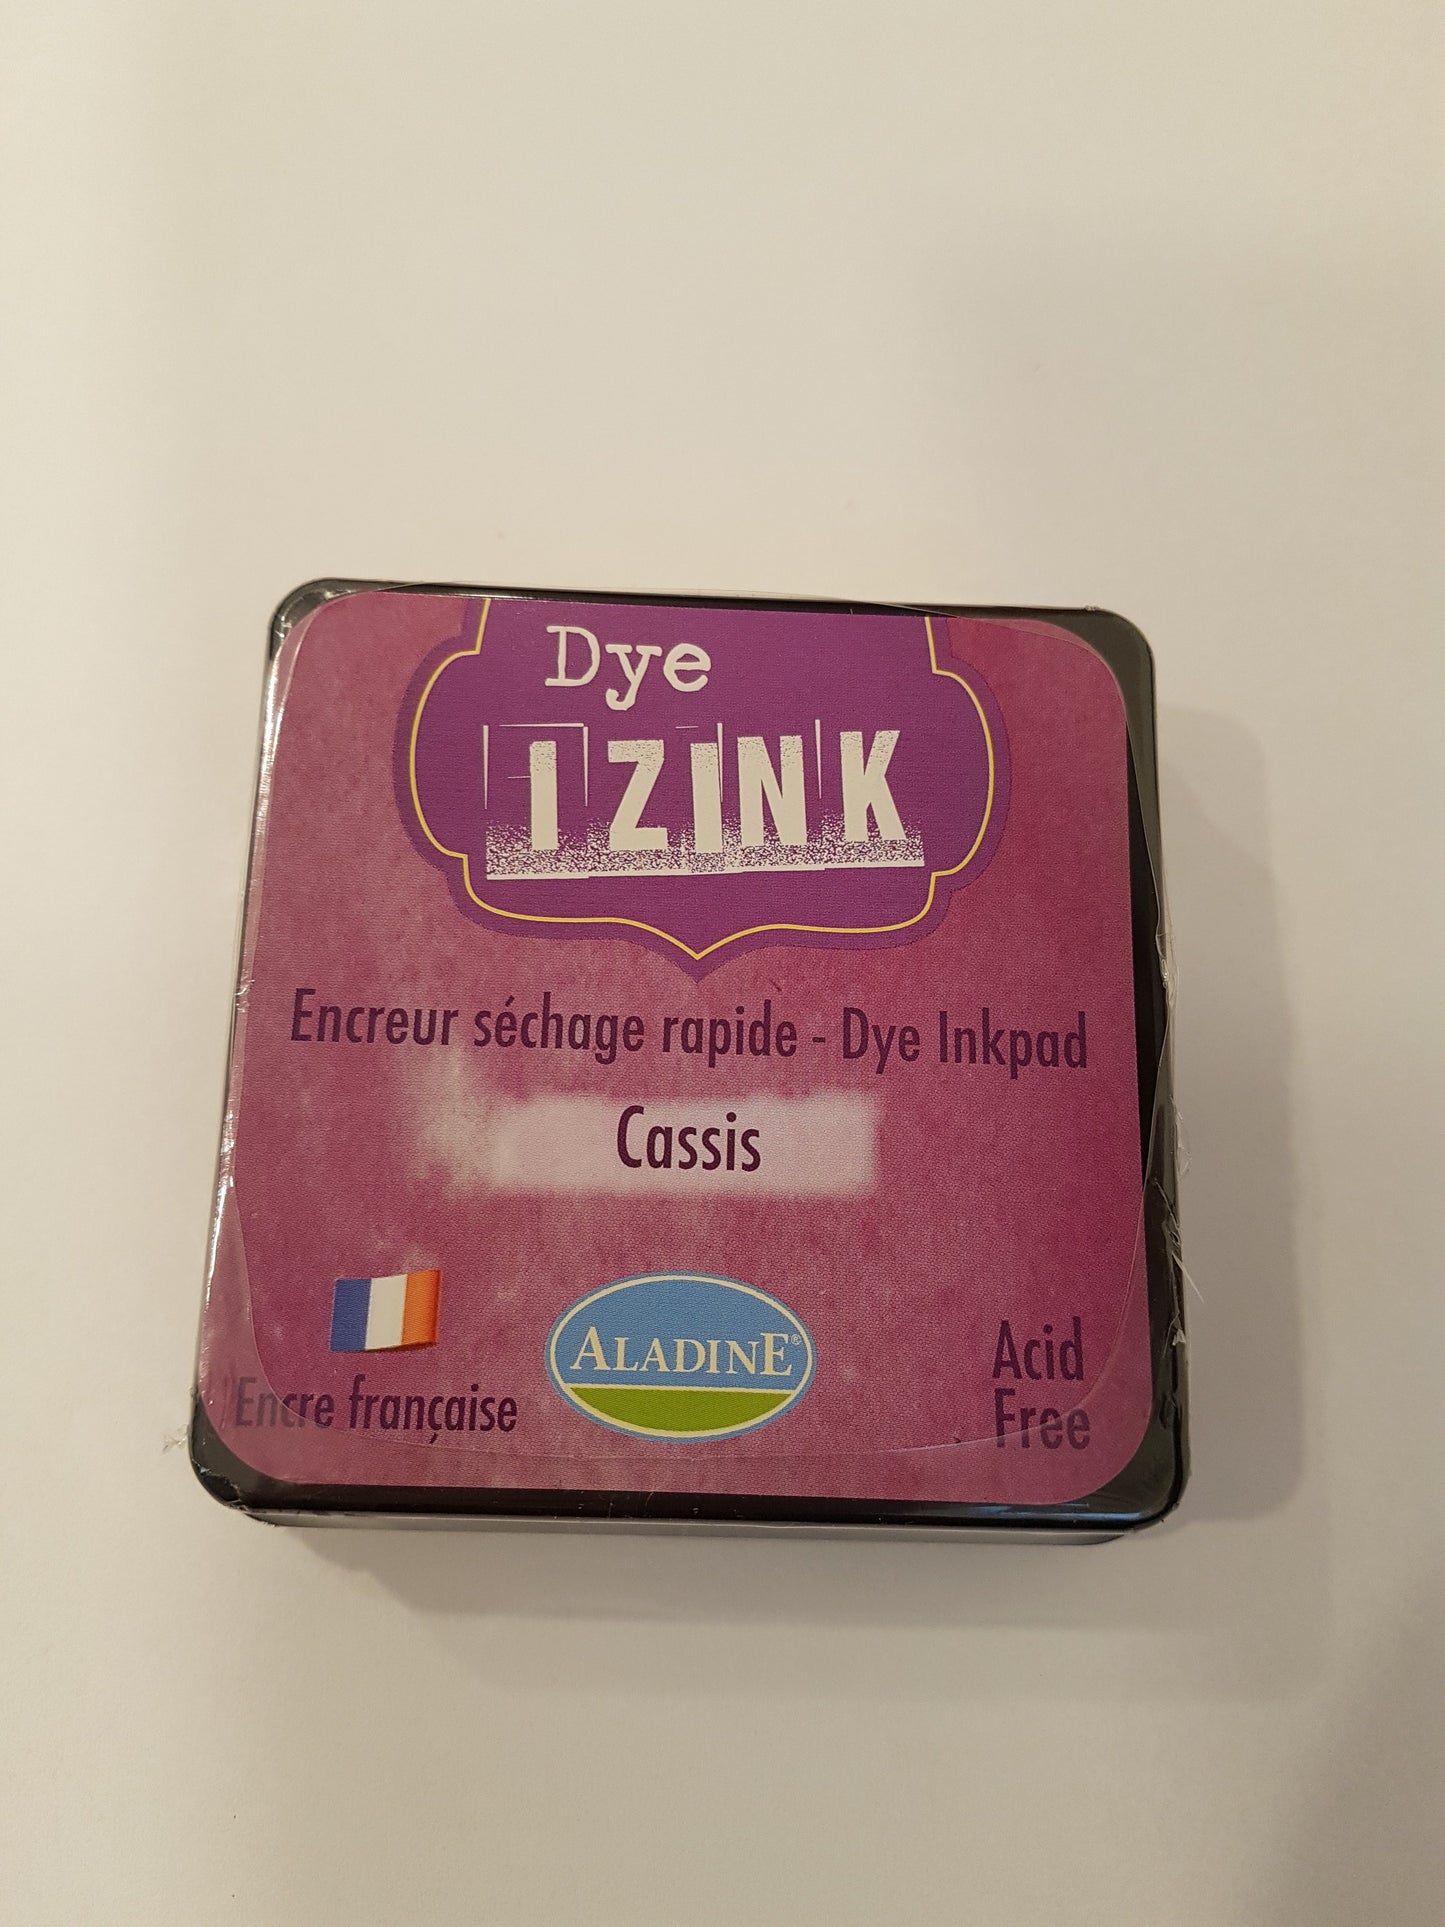 Dye
IZINK
Encreur séchage rapide - Dye Inkpad
Cassis
Encre française
ALADINE®
Acid
Free